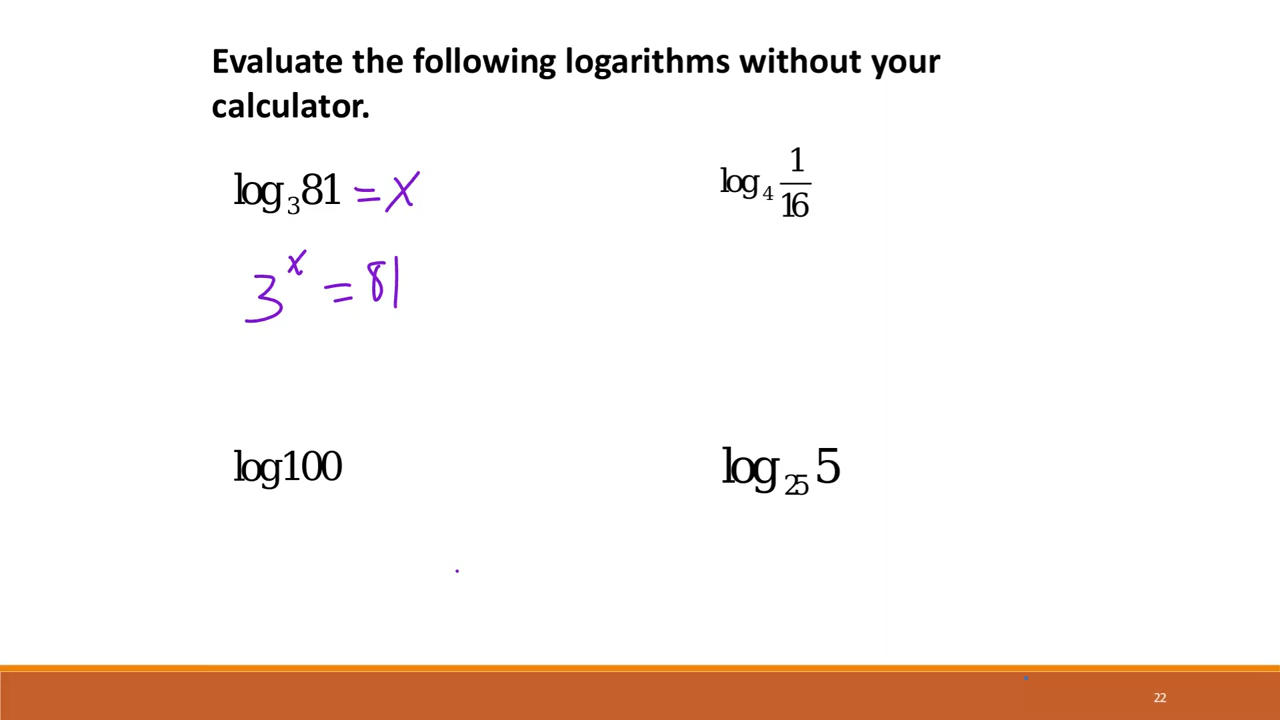 Evaluate the following logarithms without your
calculator.
log₃81 = x
3ˣ = 81
log₄ 1/16
log100
log₂₅5
22